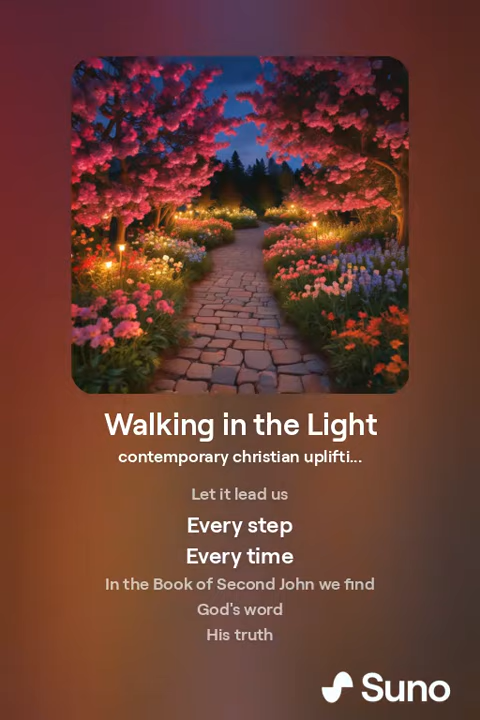 Walking in the Light
contemporary christian uplifti...
Let it lead us
Every step
Every time
In the Book of Second John we find
God's word
His truth
Suno